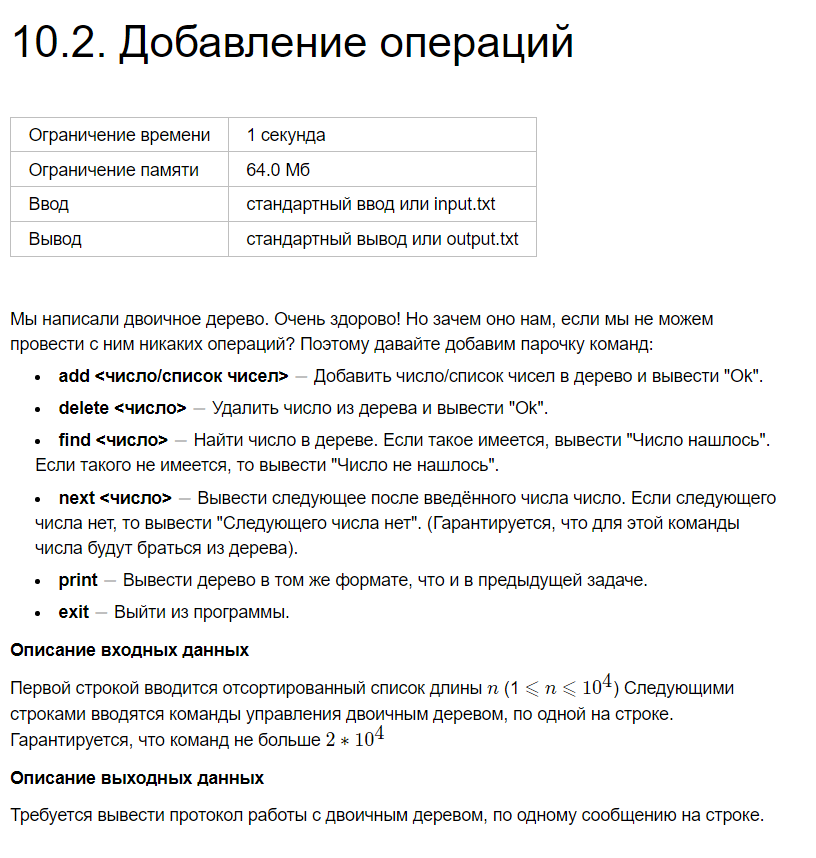 10.2. Добавление операций
Ограничение времени 1 секунда
Ограничение памяти 64.0 Мб
Ввод стандартный ввод или input.txt
Вывод стандартный вывод или output.txt
Мы написали двоичное дерево. Очень здорово! Но зачем оно нам, если мы не можем
провести с ним никаких операций? Поэтому давайте добавим парочку команд:
• add <число/список чисел> — Добавить число/список чисел в дерево и вывести "Ok".
• delete <число> — Удалить число из дерева и вывести "Ok".
• find <число> — Найти число в дереве. Если такое имеется, вывести "Число нашлось".
Если такого не имеется, то вывести "Число не нашлось".
• next <число> — Вывести следующее после введённого числа число. Если следующего
числа нет, то вывести "Следующего числа нет". (Гарантируется, что для этой команды
числа будут браться из дерева).
• print — Вывести дерево в том же формате, что и в предыдущей задаче.
• exit — Выйти из программы.
Описание входных данных
Первой строкой вводится отсортированный список длины n (1 ⩽ n ⩽ 10⁴) Следующими
строками вводятся команды управления двоичным деревом, по одной на строке.
Гарантируется, что команд не больше 2 * 10⁴
Описание выходных данных
Требуется вывести протокол работы с двоичным деревом, по одному сообщению на строке.